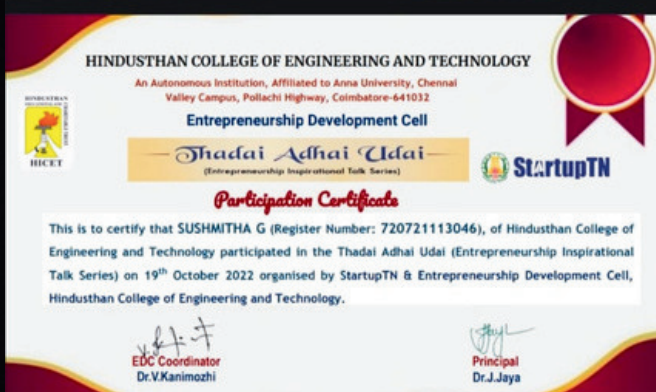 HINDUSTHAN COLLEGE OF ENGINEERING AND TECHNOLOGY
An Autonomous Institution, Affiliated to Anna University, Chennai
Valley Campus, Pollachi Highway, Coimbatore-641032
HICET
Entrepreneurship Development Cell
Thadai Adhai Udai
(Entrepreneurship Inspirational Talk Series)
StartupTN
Participation Certificate
This is to certify that SUSHMITHA G (Register Number: 720721113046), of Hindusthan College of
Engineering and Technology participated in the Thadai Adhai Udai (Entrepreneurship Inspirational
Talk Series) on 19th October 2022 organised by StartupTN & Entrepreneurship Development Cell,
Hindusthan College of Engineering and Technology.
EDC Coordinator
Dr.V.Kanimozhi
Principal
Dr.J.Jaya